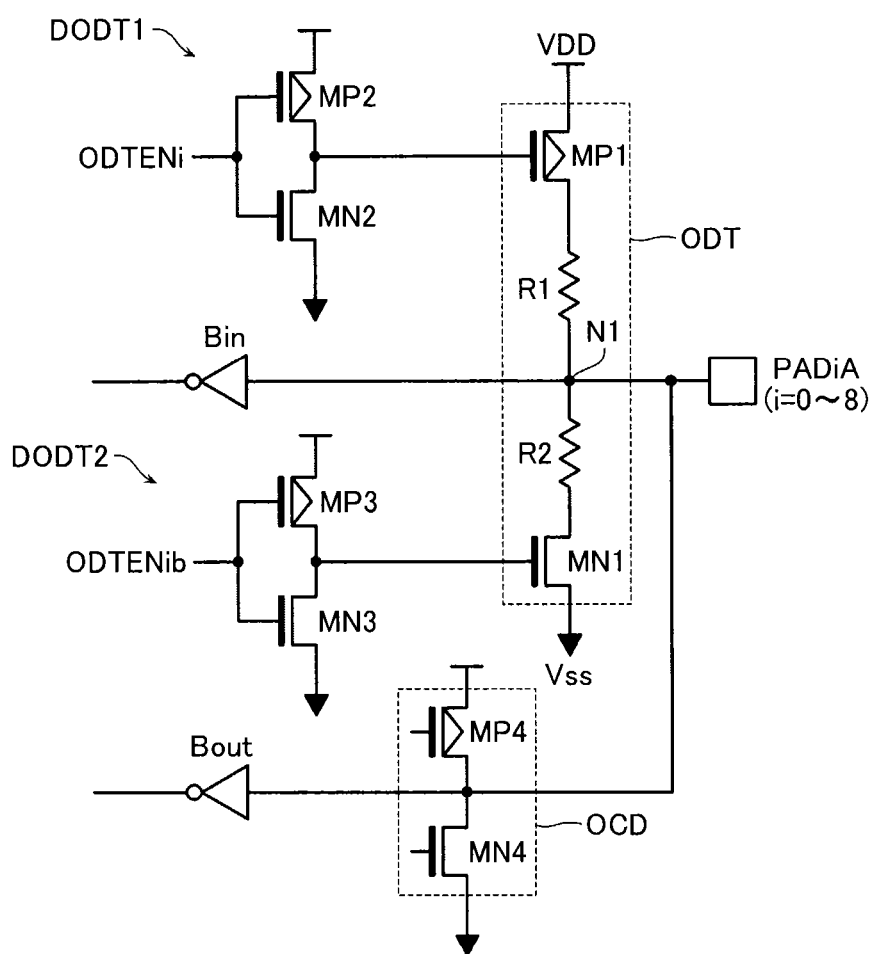 DODT1
VDD
MP2
ODTENi
MP1
MN2
ODT
R1
N1
Bin
PADiA
(i=0～8)
R2
DODT2
MP3
ODTENib
MN1
MN3
Vss
MP4
Bout
OCD
MN4